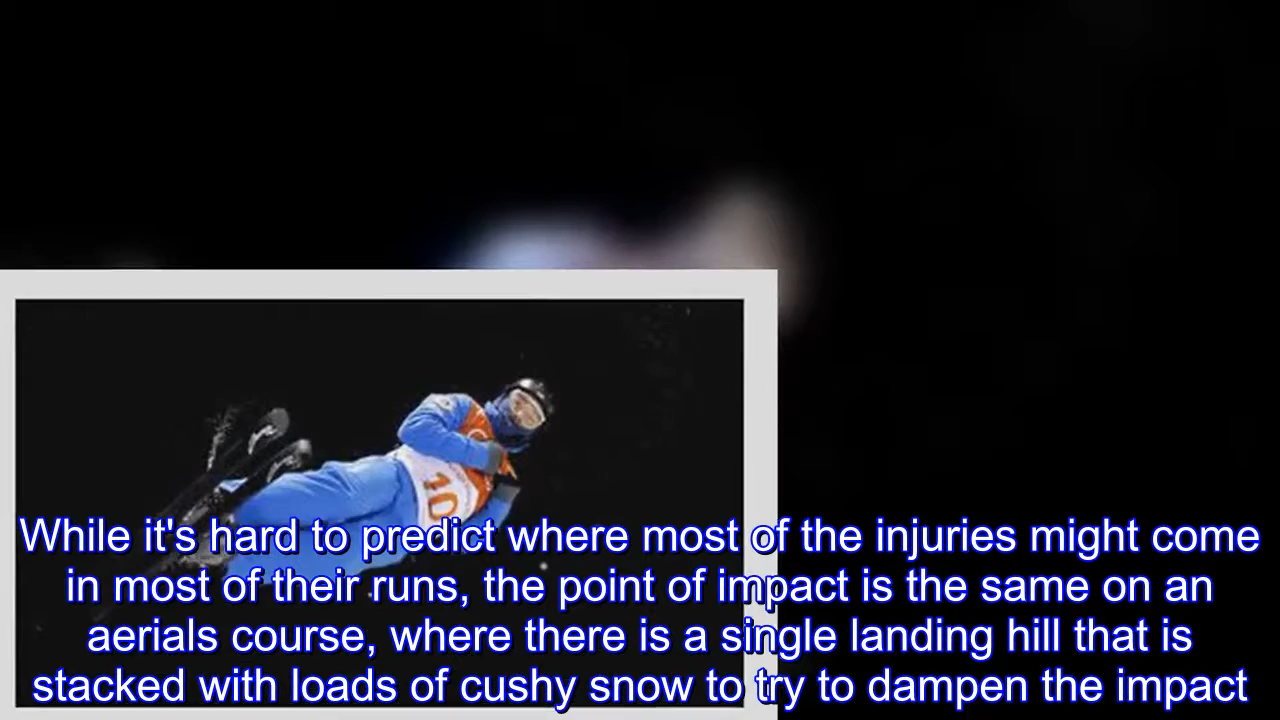 10
While it's hard to predict where most of the injuries might come
in most of their runs, the point of impact is the same on an
aerials course, where there is a single landing hill that is
stacked with loads of cushy snow to try to dampen the impact